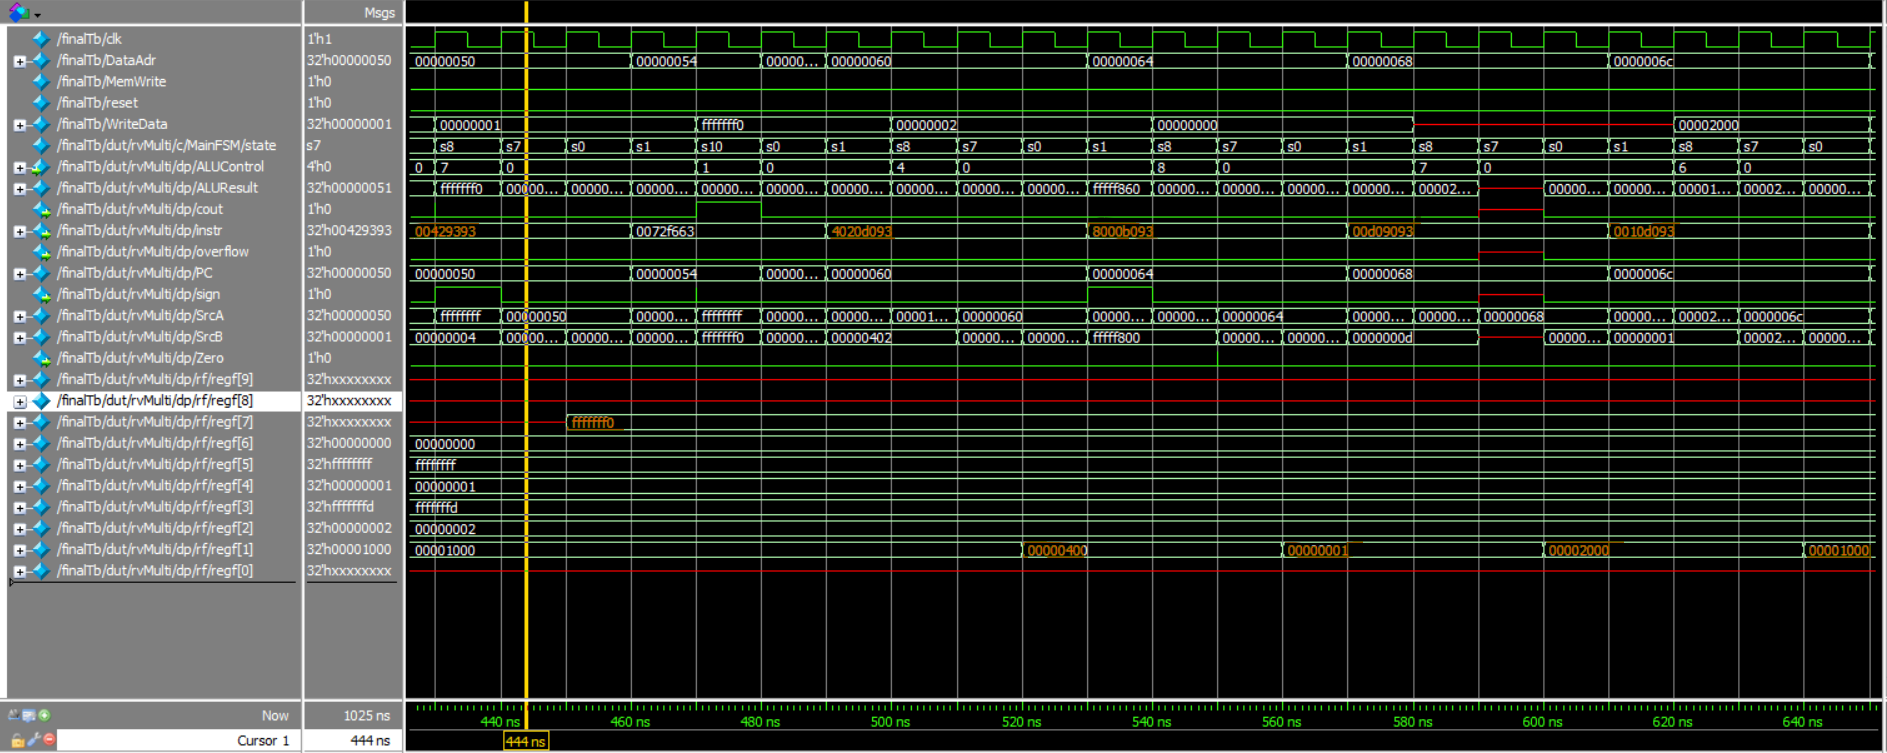 Msgs
/finalTb/clk 1'h1
/finalTb/DataAdr 32'h00000050 00000050 00000054 00000... 00000060 00000064 00000068 0000006c
/finalTb/MemWrite 1'h0
/finalTb/reset 1'h0
/finalTb/WriteData 32'h00000001 00000001 fffffff0 00000002 00000000 00002000
/finalTb/dut/rvMulti/c/MainFSM/state s7 s8 s7 s0 s1 s10 s0 s1 s8 s7 s0 s1 s8 s7 s0 s1 s8 s7 s0 s1 s8 s7 s0
/finalTb/dut/rvMulti/dp/ALUControl 4'h0 0 7 0 1 0 4 0 8 0 7 0 6 0
/finalTb/dut/rvMulti/dp/ALUResult 32'h00000051 fffffff0 00000... 00000... 00000... 00000... 00000... 00000... 00000... 00000... 00000... fffff860 00000... 00000... 00000... 00000... 00002... 00000... 00000... 00001... 00002... 00000...
/finalTb/dut/rvMulti/dp/cout 1'h0
/finalTb/dut/rvMulti/dp/instr 32'h00429393 00429393 0072f663 4020d093 8000b093 00d09093 0010d093
/finalTb/dut/rvMulti/dp/overflow 1'h0
/finalTb/dut/rvMulti/dp/PC 32'h00000050 00000050 00000054 00000... 00000060 00000064 00000068 0000006c
/finalTb/dut/rvMulti/dp/sign 1'h0
/finalTb/dut/rvMulti/dp/SrcA 32'h00000050 ffffffff 00000050 00000... ffffffff 00000... 00000... 00001... 00000060 00000... 00000... 00000064 00000... 00000... 00000068 00000... 00002... 0000006c
/finalTb/dut/rvMulti/dp/SrcB 32'h00000001 00000004 00000... 00000... 00000... fffffff0 00000... 00000402 00000... 00000... fffff800 00000... 00000... 0000000d 00000... 00000001 00002... 00000...
/finalTb/dut/rvMulti/dp/Zero 1'h0
/finalTb/dut/rvMulti/dp/rf/regf[9] 32'hxxxxxxxx
/finalTb/dut/rvMulti/dp/rf/regf[8] 32'hxxxxxxxx
/finalTb/dut/rvMulti/dp/rf/regf[7] 32'hxxxxxxxx fffffff0
/finalTb/dut/rvMulti/dp/rf/regf[6] 32'h00000000 00000000
/finalTb/dut/rvMulti/dp/rf/regf[5] 32'hffffffff ffffffff
/finalTb/dut/rvMulti/dp/rf/regf[4] 32'h00000001 00000001
/finalTb/dut/rvMulti/dp/rf/regf[3] 32'hfffffffd fffffffd
/finalTb/dut/rvMulti/dp/rf/regf[2] 32'h00000002 00000002
/finalTb/dut/rvMulti/dp/rf/regf[1] 32'h00001000 00001000 00000400 00000001 00002000 00001000
/finalTb/dut/rvMulti/dp/rf/regf[0] 32'hxxxxxxxx
Now 1025 ns 440 ns 460 ns 480 ns 500 ns 520 ns 540 ns 560 ns 580 ns 600 ns 620 ns 640 ns
Cursor 1 444 ns 444 ns